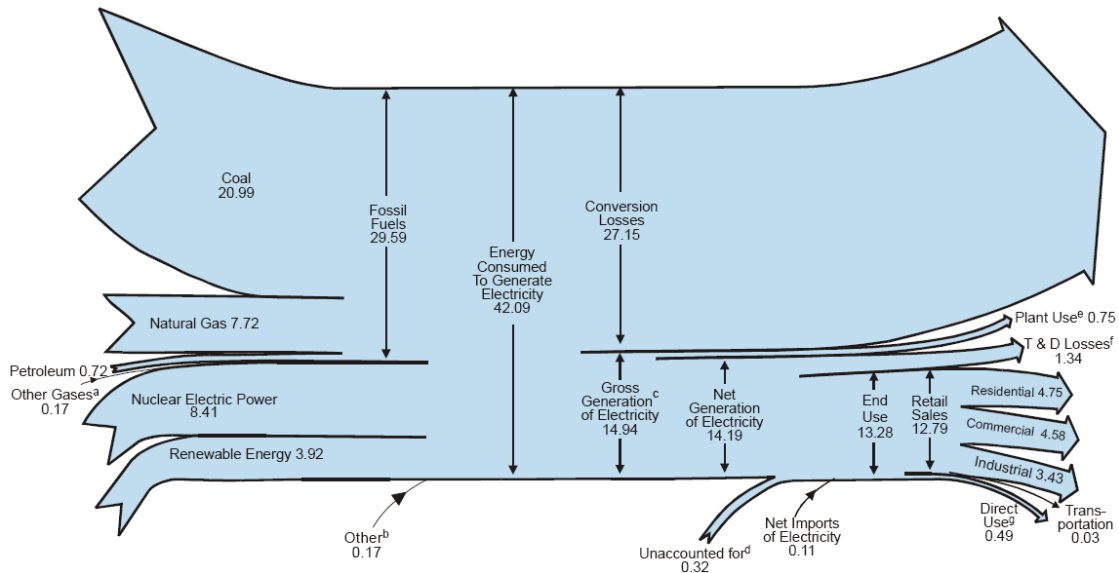 Coal
20.99
Fossil
Fuels
29.59
Energy
Consumed
To Generate
Electricity
42.09
Conversion
Losses
27.15
Natural Gas 7.72
Petroleum 0.72
Other Gasesᵃ
0.17
Nuclear Electric Power
8.41
Renewable Energy 3.92
Otherᵇ
0.17
Gross
Generationᶜ
of Electricity
14.94
Net
Generation
of Electricity
14.19
Unaccounted forᵈ
0.32
Net Imports
of Electricity
0.11
End
Use
13.28
Retail
Sales
12.79
Plant Useᵉ 0.75
T & D Lossesᶠ
1.34
Residential 4.75
Commercial 4.58
Industrial 3.43
Direct
Useᵍ
0.49
Trans-
portation
0.03